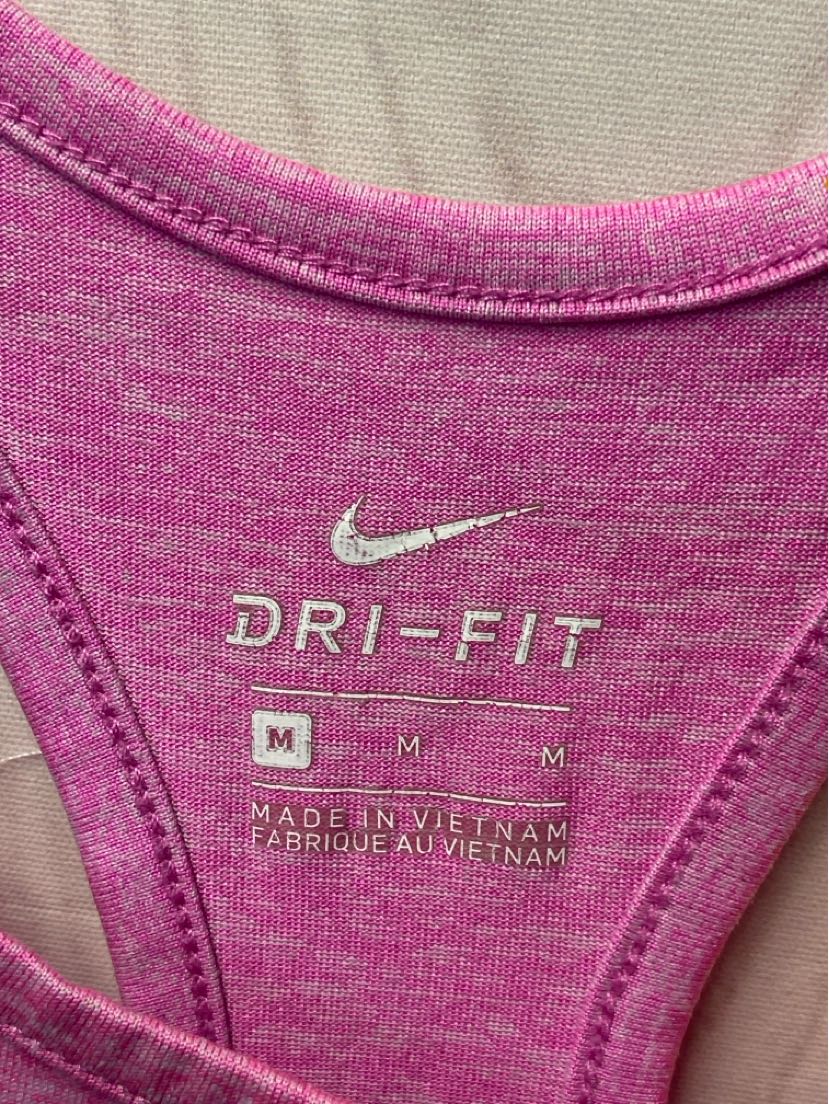 DRI-FIT
M M M
MADE IN VIETNAM
FABRIQUE AU VIETNAM